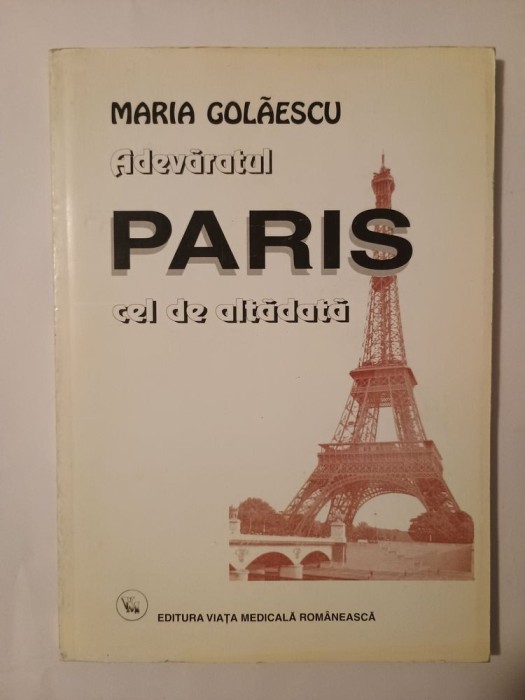 MARIA GOLĂESCU
Adevăratul
PARIS
cel de altădată
EDITURA VIAȚA MEDICALĂ ROMÂNEASCĂ